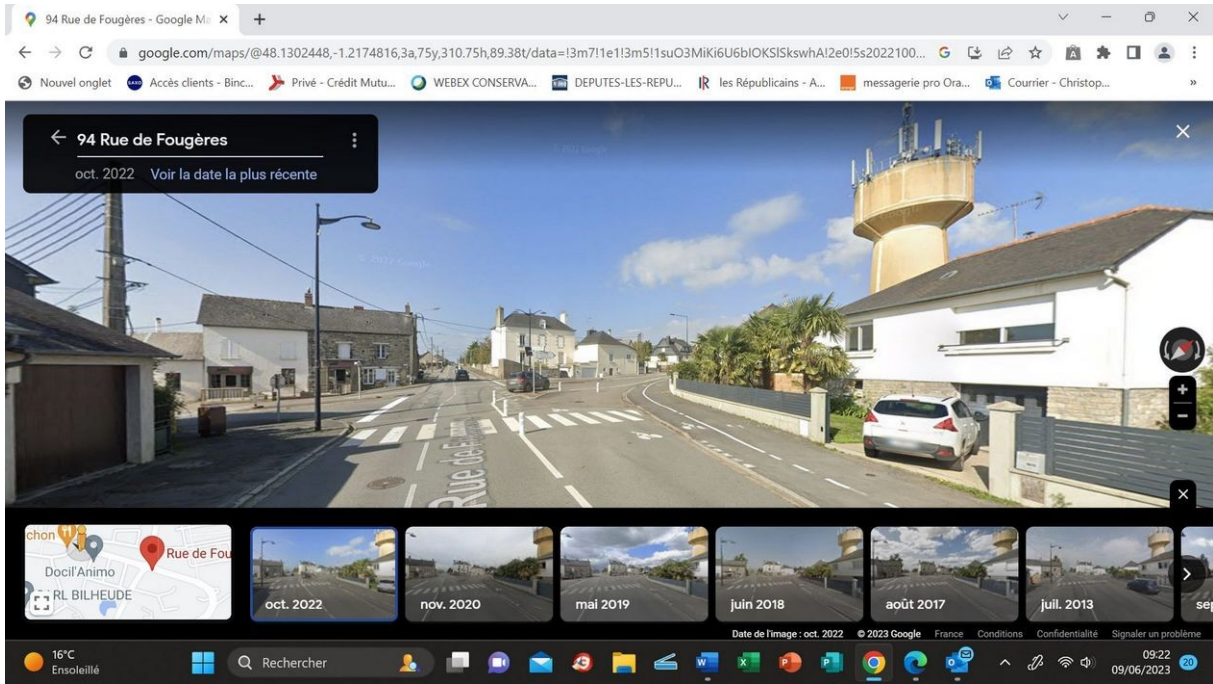 94 Rue de Fougères - Google Ma
google.com/maps/@48.1302448,-1.2174816,3a,75y,310.75h,89.38t/data=!3m7!1e1!3m5!1suO3MiKi6U6bIOKSlSkswhA!2e0!5s2022100...
Nouvel onglet
SAXO
Accès clients - Binc...
Privé - Crédit Mutu...
WEBEX CONSERVA...
DEPUTES-LES-REPU...
les Républicains - A...
messagerie pro Ora...
Courrier - Christop...
»
94 Rue de Fougères
oct. 2022 Voir la date la plus récente
© 2022 Google
Rue de Fougères
chon
Rue de Fou
Docil'Animo
RL BILHEUDE
oct. 2022
nov. 2020
mai 2019
juin 2018
août 2017
juil. 2013
sep
Date de l'image : oct. 2022 © 2023 Google France Conditions Confidentialité Signaler un problème
16°C
Ensoleillé
Rechercher
09:22
09/06/2023
20